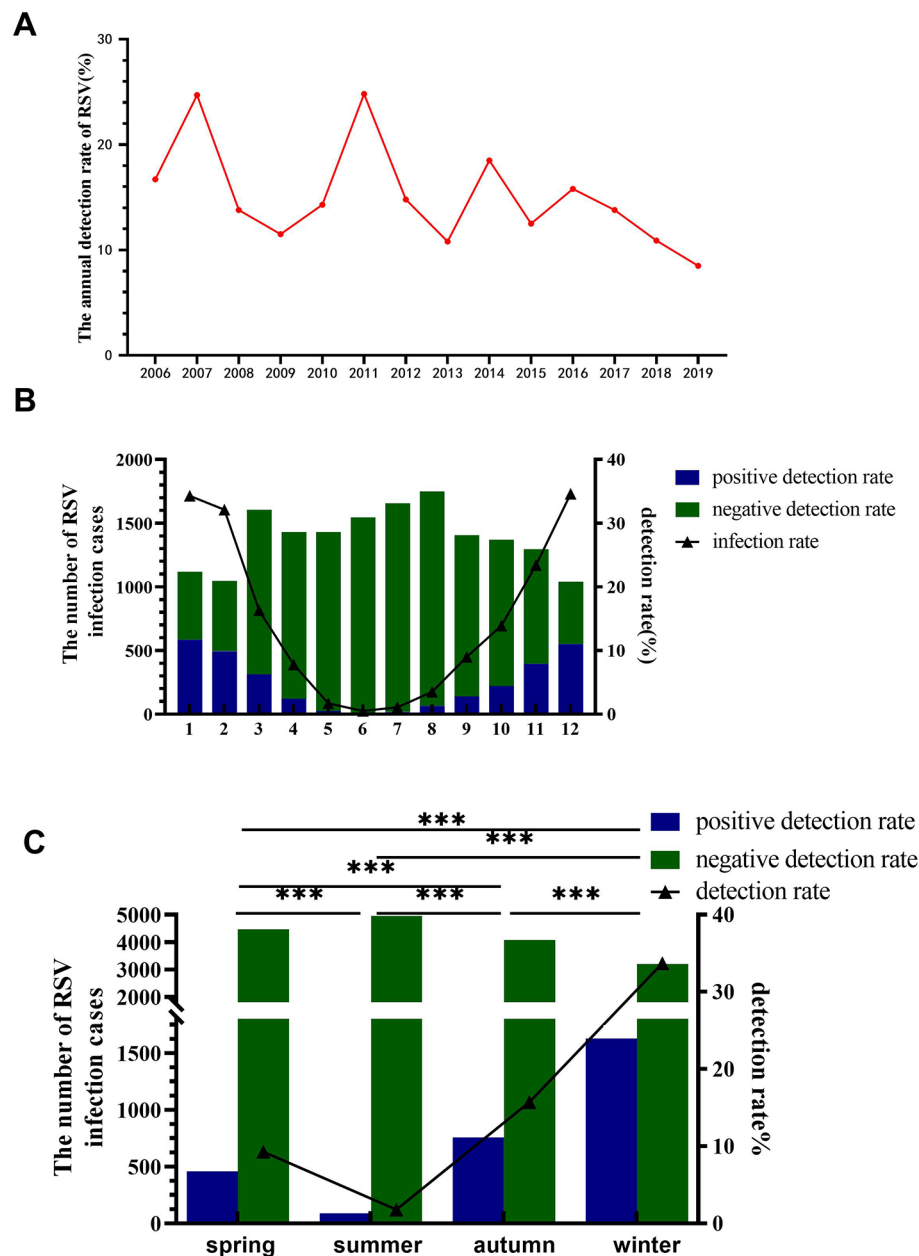 A
The annual detection rate of RSV(%)
30
20
10
0
2006 2007 2008 2009 2010 2011 2012 2013 2014 2015 2016 2017 2018 2019
B
The number of RSV
infection cases
2000
1500
1000
500
0
1 2 3 4 5 6 7 8 9 10 11 12
40
30
20
10
0
detection rate(%)
positive detection rate
negative detection rate
infection rate
C
*** 
***
***
*** *** ***
positive detection rate
negative detection rate
detection rate
The number of RSV
infection cases
5000
4000
3000
2000
1500
1000
500
0
spring summer autumn winter
40
30
20
10
0
detection rate%